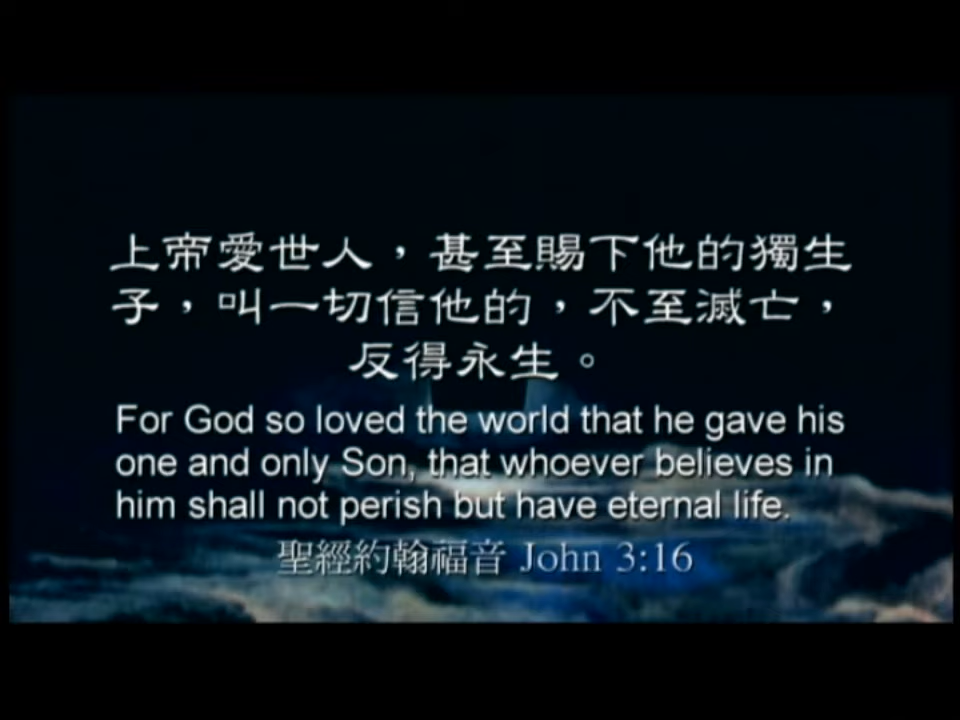 上帝愛世人，甚至賜下他的獨生
子，叫一切信他的，不至滅亡，
反得永生。
For God so loved the world that he gave his
one and only Son, that whoever believes in
him shall not perish but have eternal life.
聖經約翰福音 John 3:16